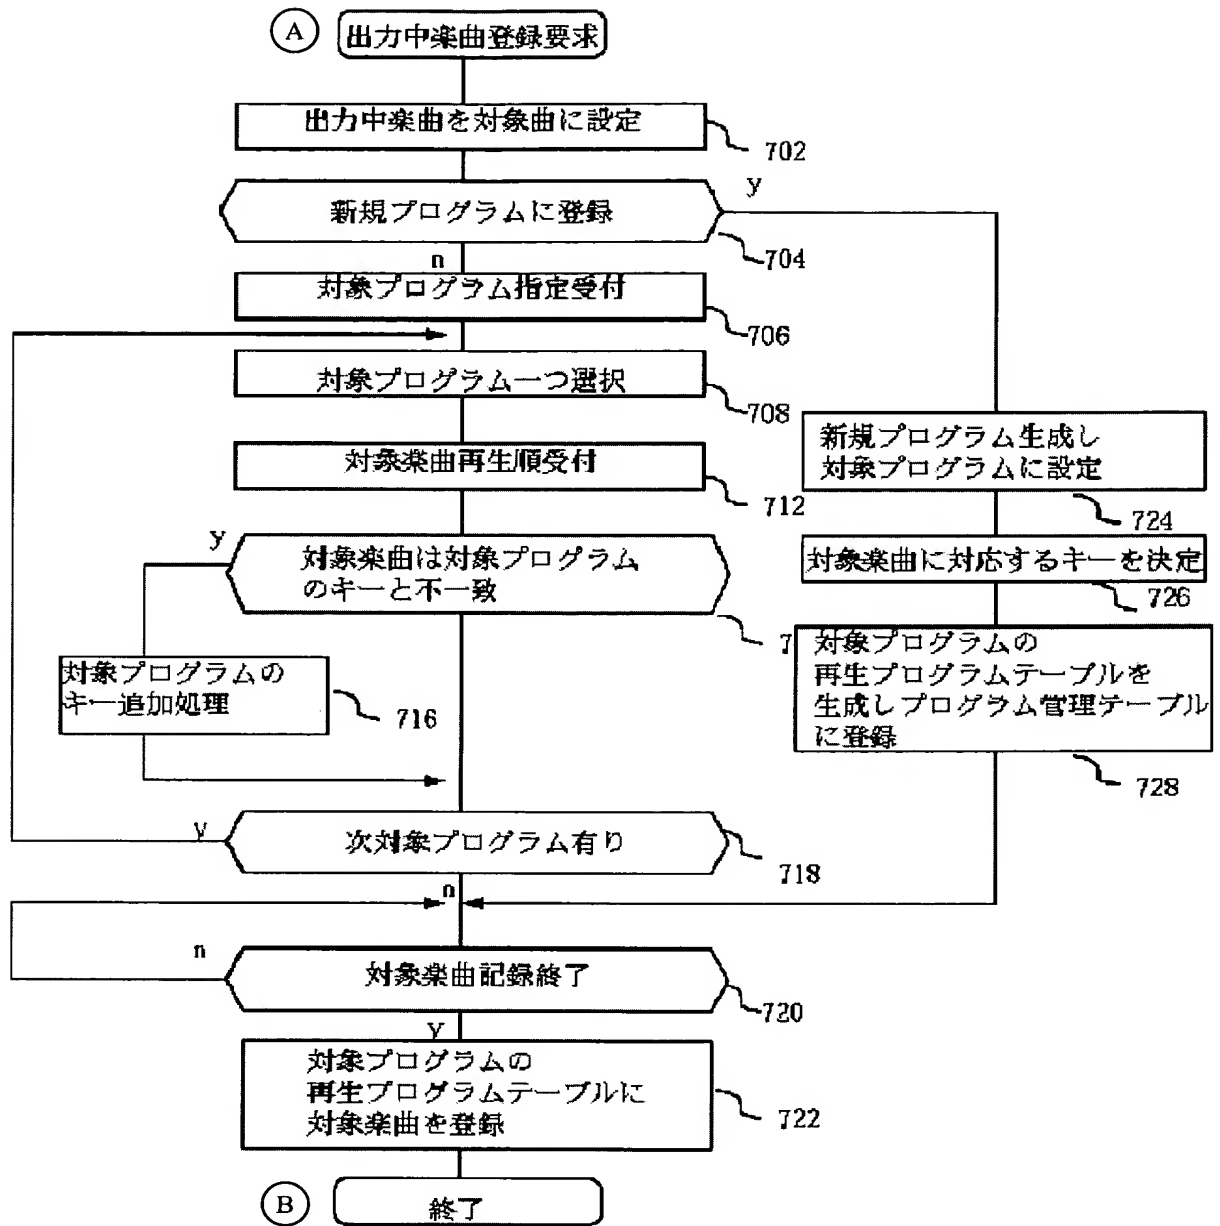 A
出力中楽曲登録要求
出力中楽曲を対象曲に設定
702
y
新規プログラムに登録
704
n
対象プログラム指定受付
706
対象プログラム一つ選択
708
新規プログラム生成し
対象プログラムに設定
724
対象楽曲再生順受付
712
y
対象楽曲は対象プログラム
のキーと不一致
7
対象楽曲に対応するキーを決定
726
対象プログラムの
キー追加処理
716
対象プログラムの
再生プログラムテーブルを
生成しプログラム管理テーブル
に登録
728
y
次対象プログラム有り
718
n
n
対象楽曲記録終了
720
y
対象プログラムの
再生プログラムテーブルに
対象楽曲を登録
722
B
終了